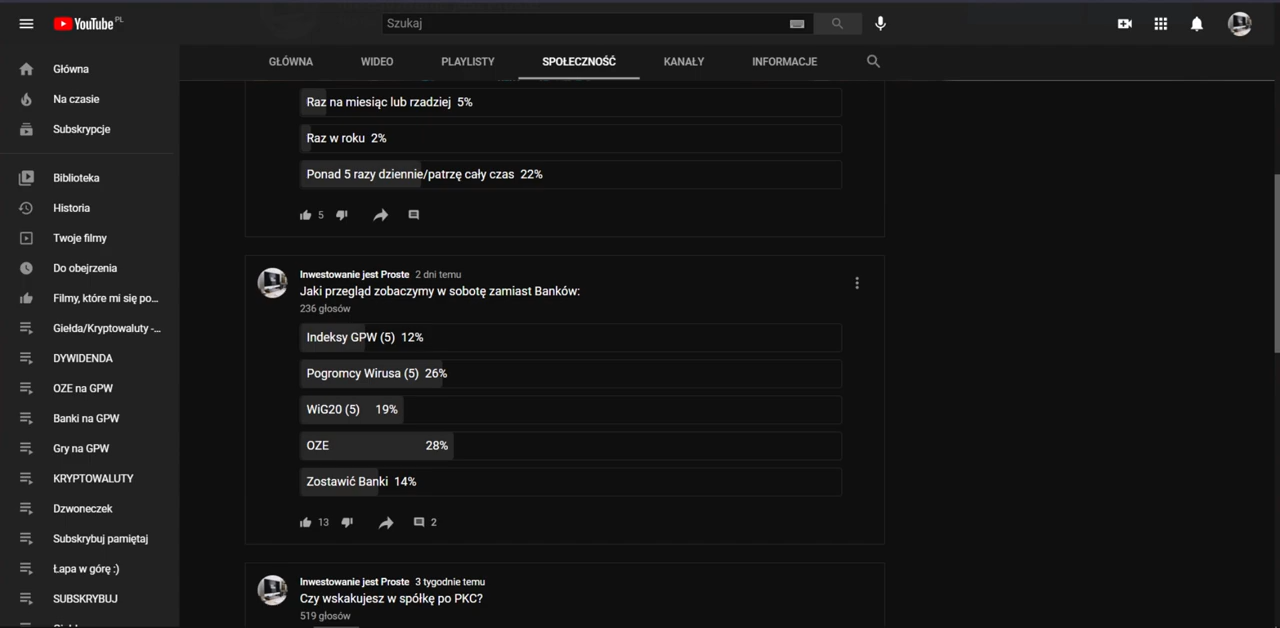 YouTube PL
Szukaj
GŁÓWNA
WIDEO
PLAYLISTY
SPOŁECZNOŚĆ
KANAŁY
INFORMACJE
Główna
Na czasie
Subskrypcje
Biblioteka
Historia
Twoje filmy
Do obejrzenia
Filmy, które mi się po...
Giełda/Kryptowaluty -...
DYWIDENDA
OZE na GPW
Banki na GPW
Gry na GPW
KRYPTOWALUTY
Dzwoneczek
Subskrybuj pamiętaj
Łapa w górę :)
SUBSKRYBUJ
Raz na miesiąc lub rzadziej 5%
Raz w roku 2%
Ponad 5 razy dziennie/patrzę cały czas 22%
5
Inwestowanie jest Proste 2 dni temu
Jaki przegląd zobaczymy w sobotę zamiast Banków:
236 głosów
Indeksy GPW (5) 12%
Pogromcy Wirusa (5) 26%
WiG20 (5) 19%
OZE 28%
Zostawić Banki 14%
13 2
Inwestowanie jest Proste 3 tygodnie temu
Czy wskakujesz w spółkę po PKC?
519 głosów